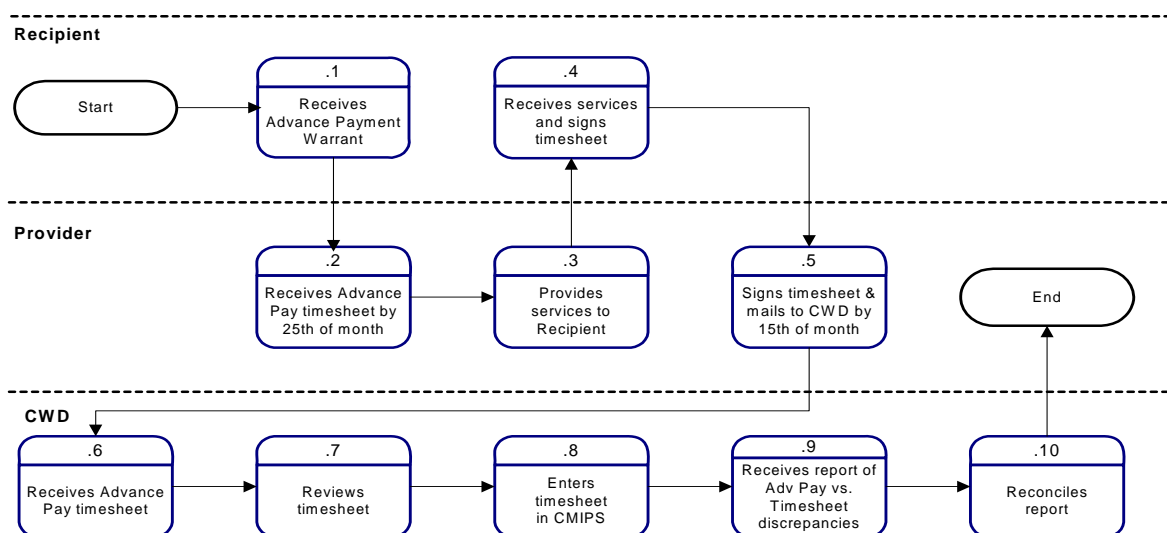 Recipient
Start
.1
Receives
Advance Payment
Warrant
.4
Receives services
and signs
timesheet
Provider
.2
Receives Advance
Pay timesheet by
25th of month
.3
Provides
services to
Recipient
.5
Signs timesheet &
mails to CWD by
15th of month
End
CWD
.6
Receives Advance
Pay timesheet
.7
Reviews
timesheet
.8
Enters
timesheet
in CMIPS
.9
Receives report of
Adv Pay vs.
Timesheet
discrepancies
.10
Reconciles
report